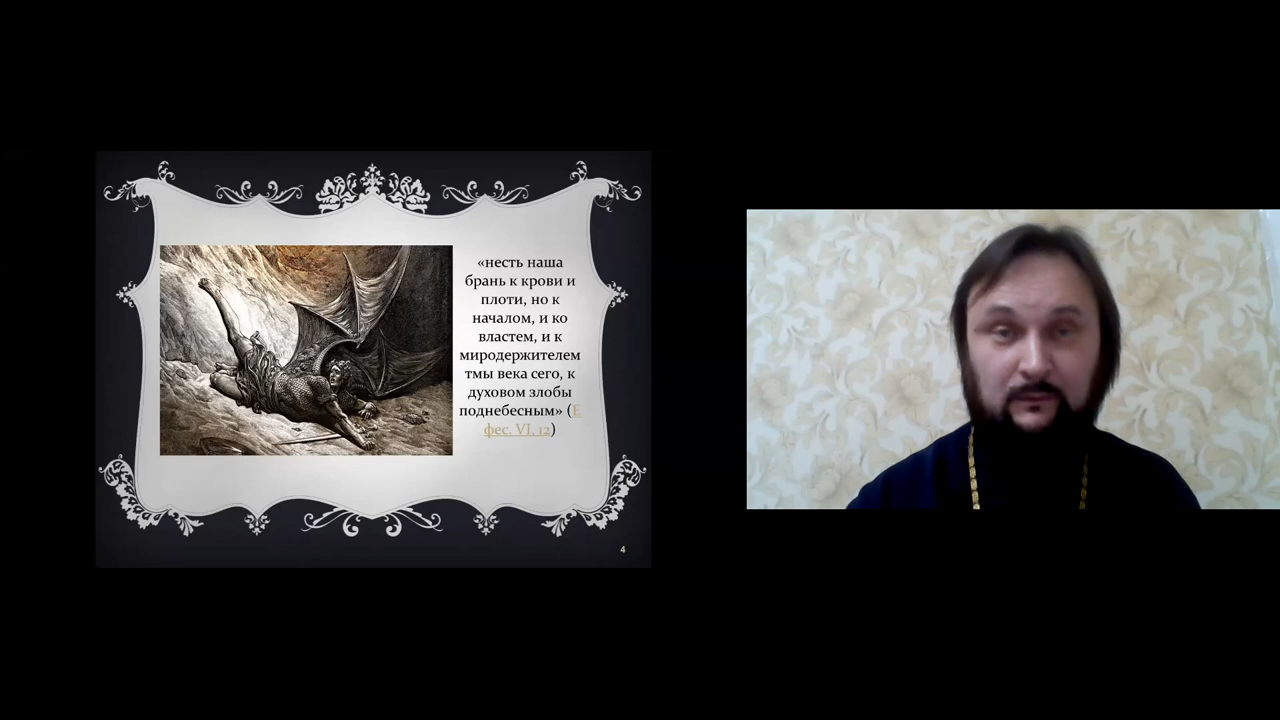 «несть наша
брань к крови и
плоти, но к
началом, и ко
властем, и к
миродержителем
тмы века сего, к
духовом злобы
поднебесным» (Е
фес. VI, 12)
4